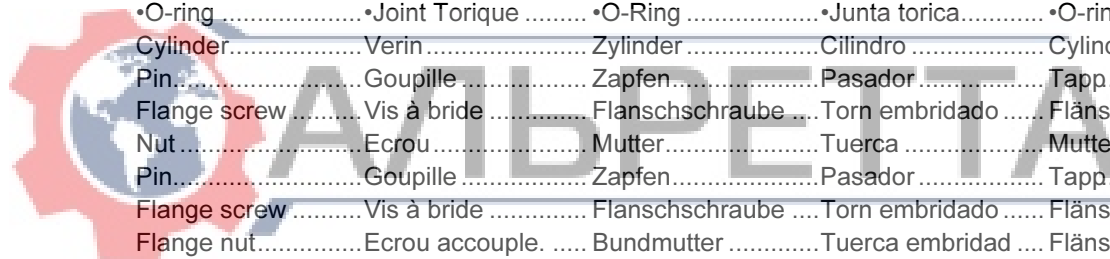 •O-ring ...................... •Joint Torique .......... •O-Ring ..................... •Junta torica............. •O-rin
Cylinder..................... Verin.......................... Zylinder ..................... Cilindro ...................... Cylind
Pin.............................. Goupille .................... Zapfen....................... Pasador .................... Tapp
Flange screw ........... Vis à bride ............... Flanschschraube .... Torn embridado ...... Fläns
Nut ............................. Ecrou......................... Mutter........................ Tuerca ....................... Mutte
Pin.............................. Goupille .................... Zapfen....................... Pasador .................... Tapp
Flange screw ........... Vis à bride ............... Flanschschraube .... Torn embridado ...... Fläns
Flange nut................. Ecrou accouple. ..... Bundmutter .............. Tuerca embridad .... Fläns
АЛЬРЕТТА